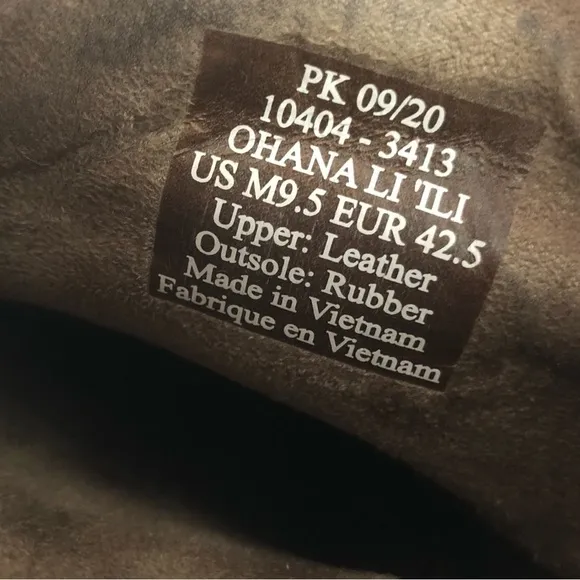 PK 09/20
10404 - 3413
OHANA LI 'ILI
US M9.5 EUR 42.5
Upper: Leather
Outsole: Rubber
Made in Vietnam
Fabrique en Vietnam